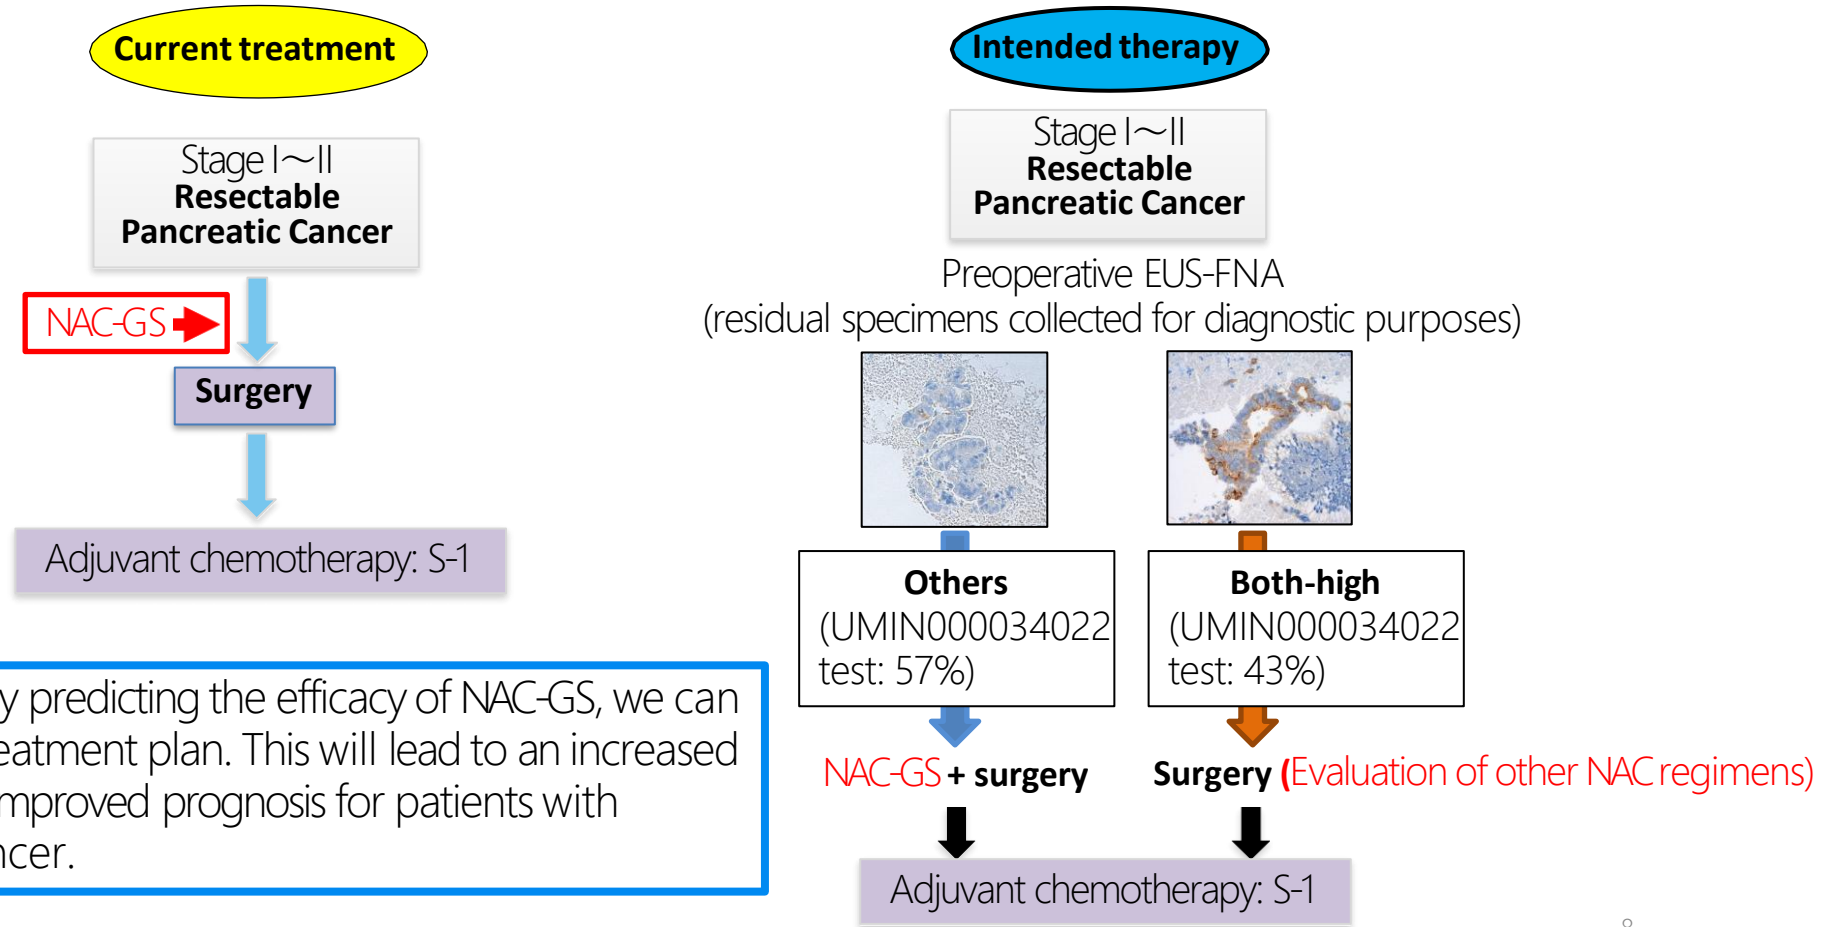 Current treatment
Stage I～II
Resectable
Pancreatic Cancer
NAC-GS
Surgery
Adjuvant chemotherapy: S-1
y predicting the efficacy of NAC-GS, we can
reatment plan. This will lead to an increased
mproved prognosis for patients with
ncer.
Intended therapy
Stage I～II
Resectable
Pancreatic Cancer
Preoperative EUS-FNA
(residual specimens collected for diagnostic purposes)
Others
(UMIN000034022
test: 57%)
Both-high
(UMIN000034022
test: 43%)
NAC-GS + surgery
Surgery (Evaluation of other NAC regimens)
Adjuvant chemotherapy: S-1